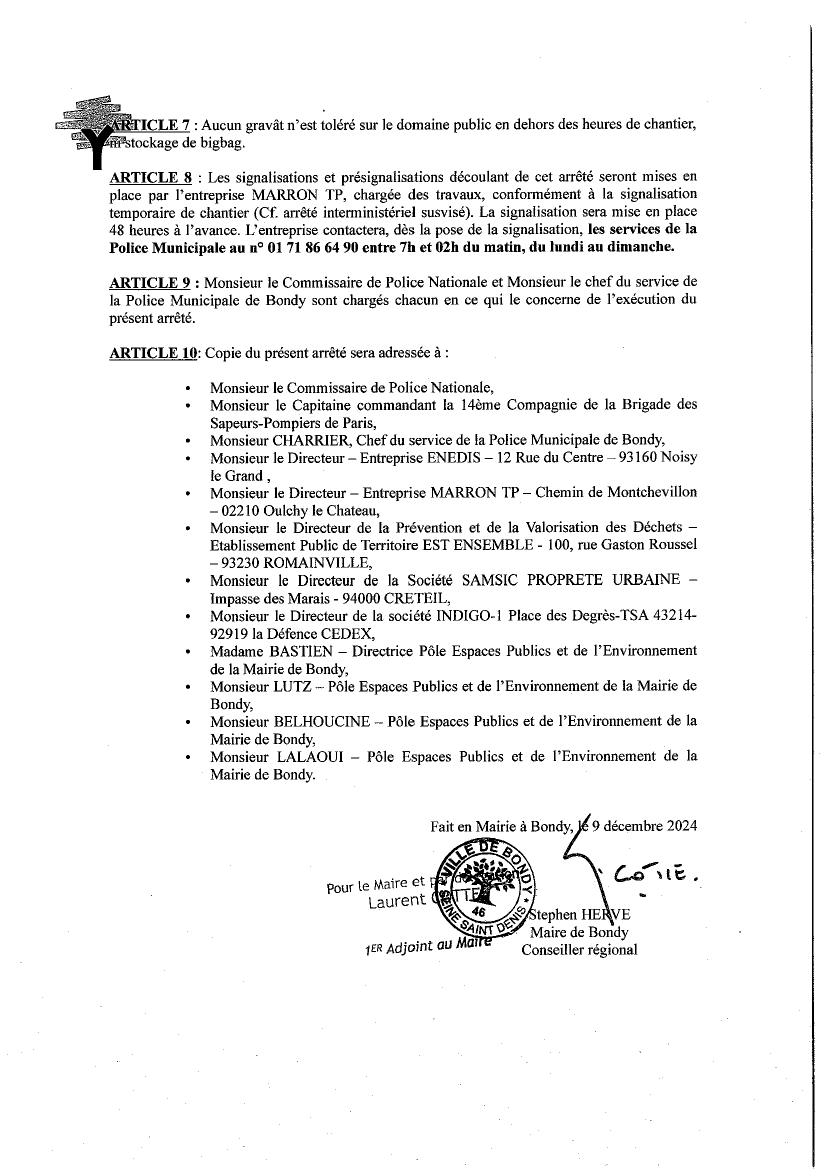 ARTICLE 7 : Aucun gravât n'est toléré sur le domaine public en dehors des heures de chantier,
stockage de bigbag.
ARTICLE 8 : Les signalisations et présignalisations découlant de cet arrêté seront mises en
place par l'entreprise MARRON TP, chargée des travaux, conformément à la signalisation
temporaire de chantier (Cf. arrêté interministériel susvisé). La signalisation sera mise en place
48 heures à l'avance. L'entreprise contactera, dès la pose de la signalisation, les services de la
Police Municipale au n° 01 71 86 64 90 entre 7h et 02h du matin, du lundi au dimanche.
ARTICLE 9 : Monsieur le Commissaire de Police Nationale et Monsieur le chef du service de
la Police Municipale de Bondy sont chargés chacun en ce qui le concerne de l'exécution du
présent arrêté.
ARTICLE 10: Copie du présent arrêté sera adressée à :
• Monsieur le Commissaire de Police Nationale,
• Monsieur le Capitaine commandant la 14ème Compagnie de la Brigade des
Sapeurs-Pompiers de Paris,
• Monsieur CHARRIER, Chef du service de la Police Municipale de Bondy,
• Monsieur le Directeur – Entreprise ENEDIS – 12 Rue du Centre – 93160 Noisy
le Grand ,
• Monsieur le Directeur – Entreprise MARRON TP – Chemin de Montchevillon
– 02210 Oulchy le Chateau,
• Monsieur le Directeur de la Prévention et de la Valorisation des Déchets –
Etablissement Public de Territoire EST ENSEMBLE - 100, rue Gaston Roussel
– 93230 ROMAINVILLE,
• Monsieur le Directeur de la Société SAMSIC PROPRETE URBAINE –
Impasse des Marais - 94000 CRETEIL,
• Monsieur le Directeur de la société INDIGO-1 Place des Degrès-TSA 43214-
92919 la Défence CEDEX,
• Madame BASTIEN – Directrice Pôle Espaces Publics et de l'Environnement
de la Mairie de Bondy,
• Monsieur LUTZ – Pôle Espaces Publics et de l'Environnement de la Mairie de
Bondy,
• Monsieur BELHOUCINE – Pôle Espaces Publics et de l'Environnement de la
Mairie de Bondy,
• Monsieur LALAOUI – Pôle Espaces Publics et de l'Environnement de la
Mairie de Bondy.
Fait en Mairie à Bondy, le 9 décembre 2024
VILLE DE BONDY
Pour le Maire et
Laurent
46
SEINE SAINT DENIS
Stephen HERVE
Maire de Bondy
1ER Adjoint au Maire
Conseiller régional